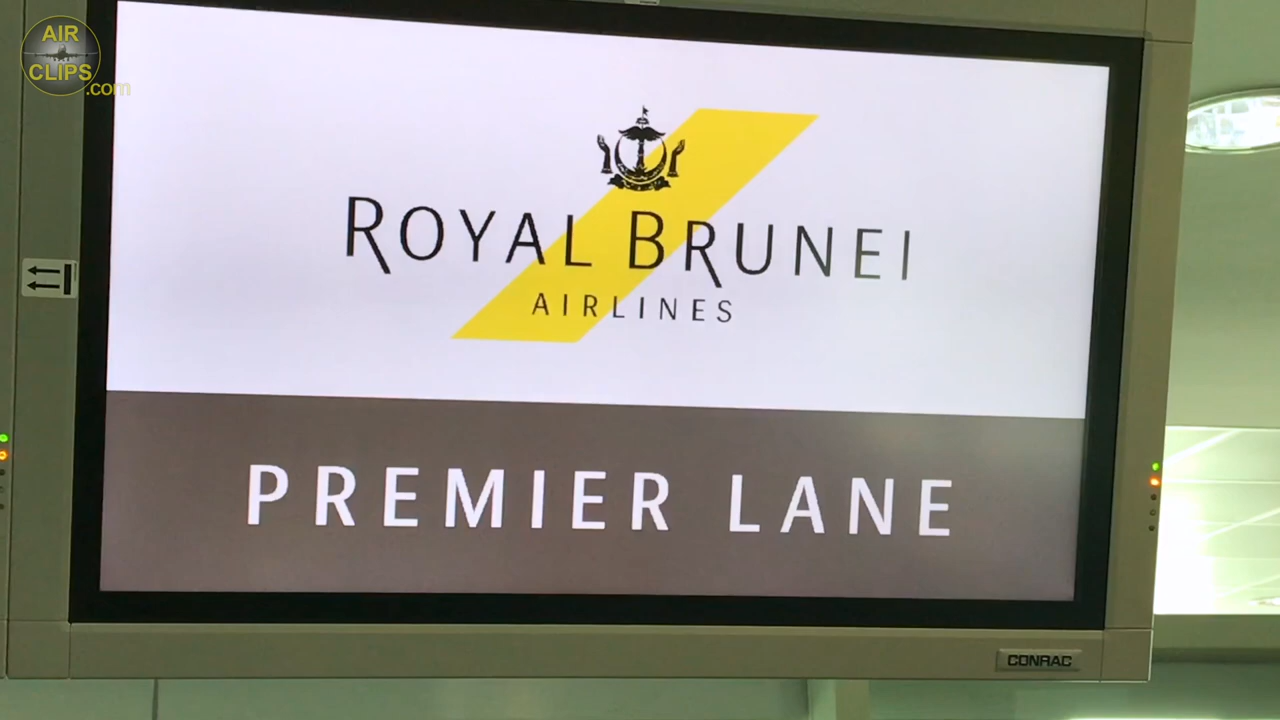 AIR
CLIPS
.com
ROYAL BRUNEI
AIRLINES
PREMIER LANE
CONRAC